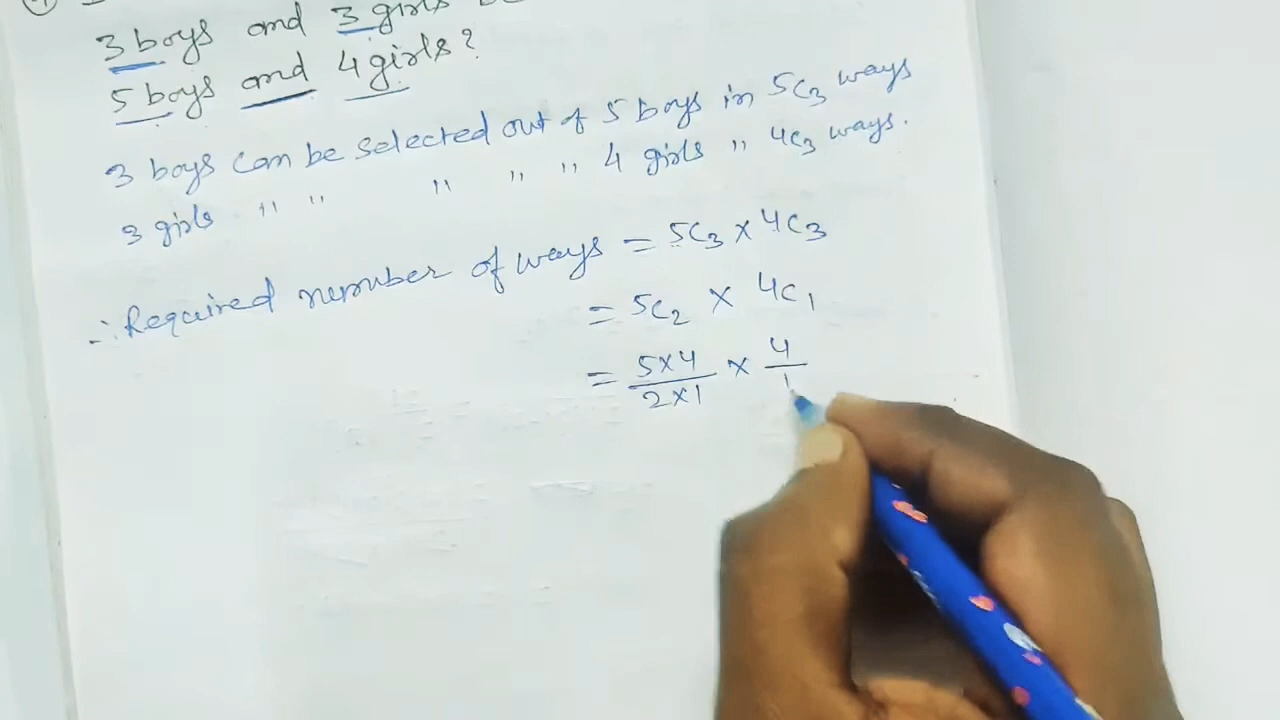 3 boys and 3 girls
5 boys and 4 girls?
3 boys can be selected out of 5 boys in 5C3 ways
3 girls " " " " " 4 girls " 4C3 ways.
∴ Required number of ways = 5C3 × 4C3
= 5C2 × 4C1
= 5×4/2×1 × 4/1